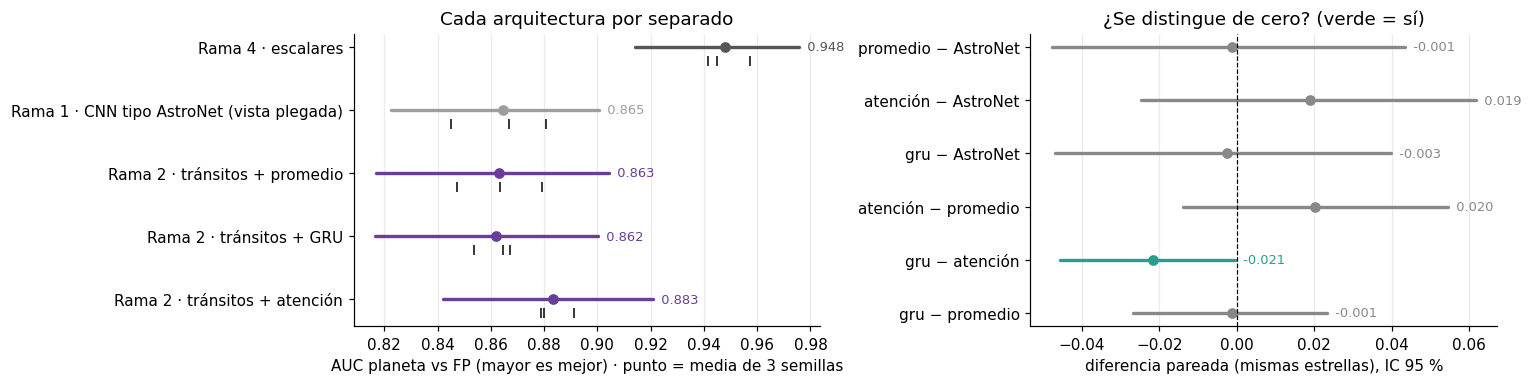 Cada arquitectura por separado
Rama 4 · escalares
0.948
Rama 1 · CNN tipo AstroNet (vista plegada)
0.865
Rama 2 · tránsitos + promedio
0.863
Rama 2 · tránsitos + GRU
0.862
Rama 2 · tránsitos + atención
0.883
0.82 0.84 0.86 0.88 0.90 0.92 0.94 0.96 0.98
AUC planeta vs FP (mayor es mejor) · punto = media de 3 semillas
¿Se distingue de cero? (verde = sí)
promedio − AstroNet
-0.001
atención − AstroNet
0.019
gru − AstroNet
-0.003
atención − promedio
0.020
gru − atención
-0.021
gru − promedio
-0.001
−0.04 −0.02 0.00 0.02 0.04 0.06
diferencia pareada (mismas estrellas), IC 95 %